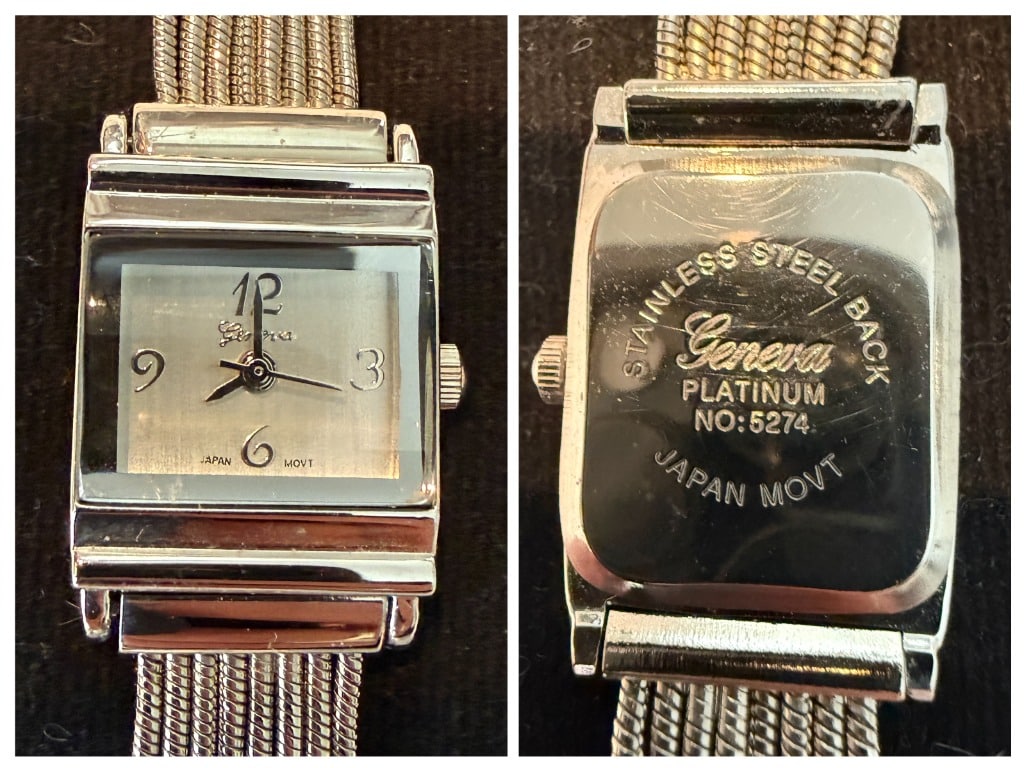 12
Geneva
9 3
6
JAPAN MOVT
STAINLESS STEEL BACK
Geneva
PLATINUM
NO:5274
JAPAN MOVT